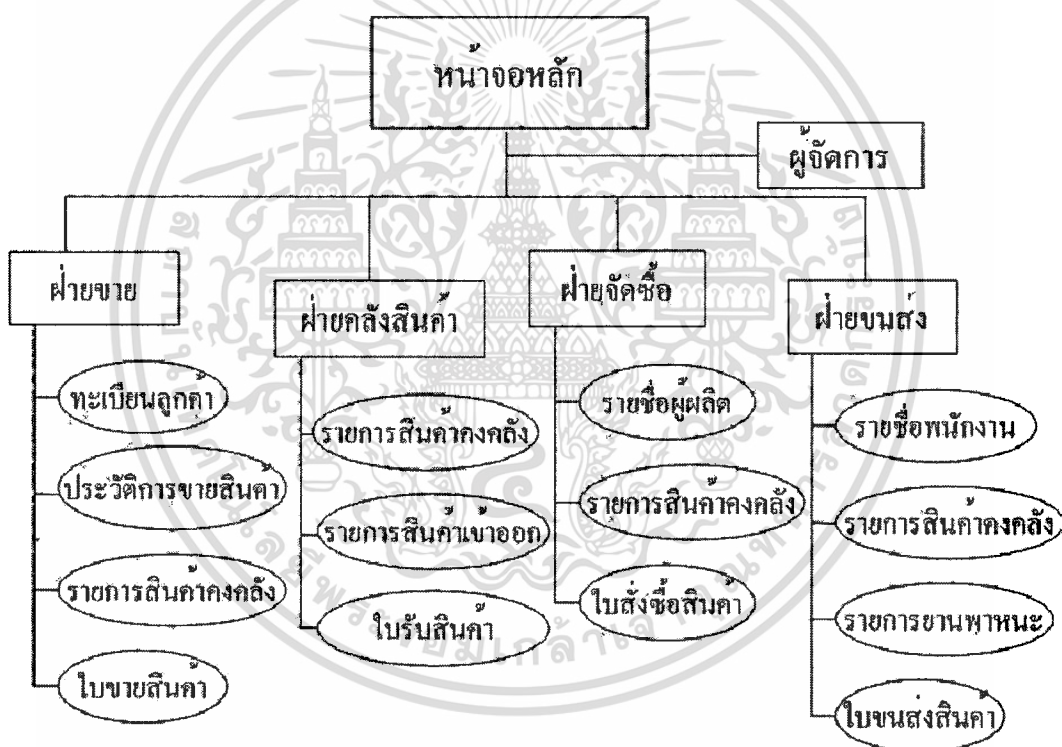 หน้าจอหลัก
ผู้จัดการ
ฝ่ายขาย
ทะเบียนลูกค้า
ประวัติการขายสินค้า
รายการสินค้าคงคลัง
ใบขายสินค้า
ฝ่ายคลังสินค้า
รายการสินค้าคงคลัง
รายการสินค้าเข้าออก
ใบรับสินค้า
ฝ่ายจัดซื้อ
รายชื่อผู้ผลิต
รายการสินค้าคงคลัง
ใบสั่งซื้อสินค้า
ฝ่ายขนส่ง
รายชื่อพนักงาน
รายการสินค้าคงคลัง
รายการยานพาหนะ
ใบขนส่งสินค้า